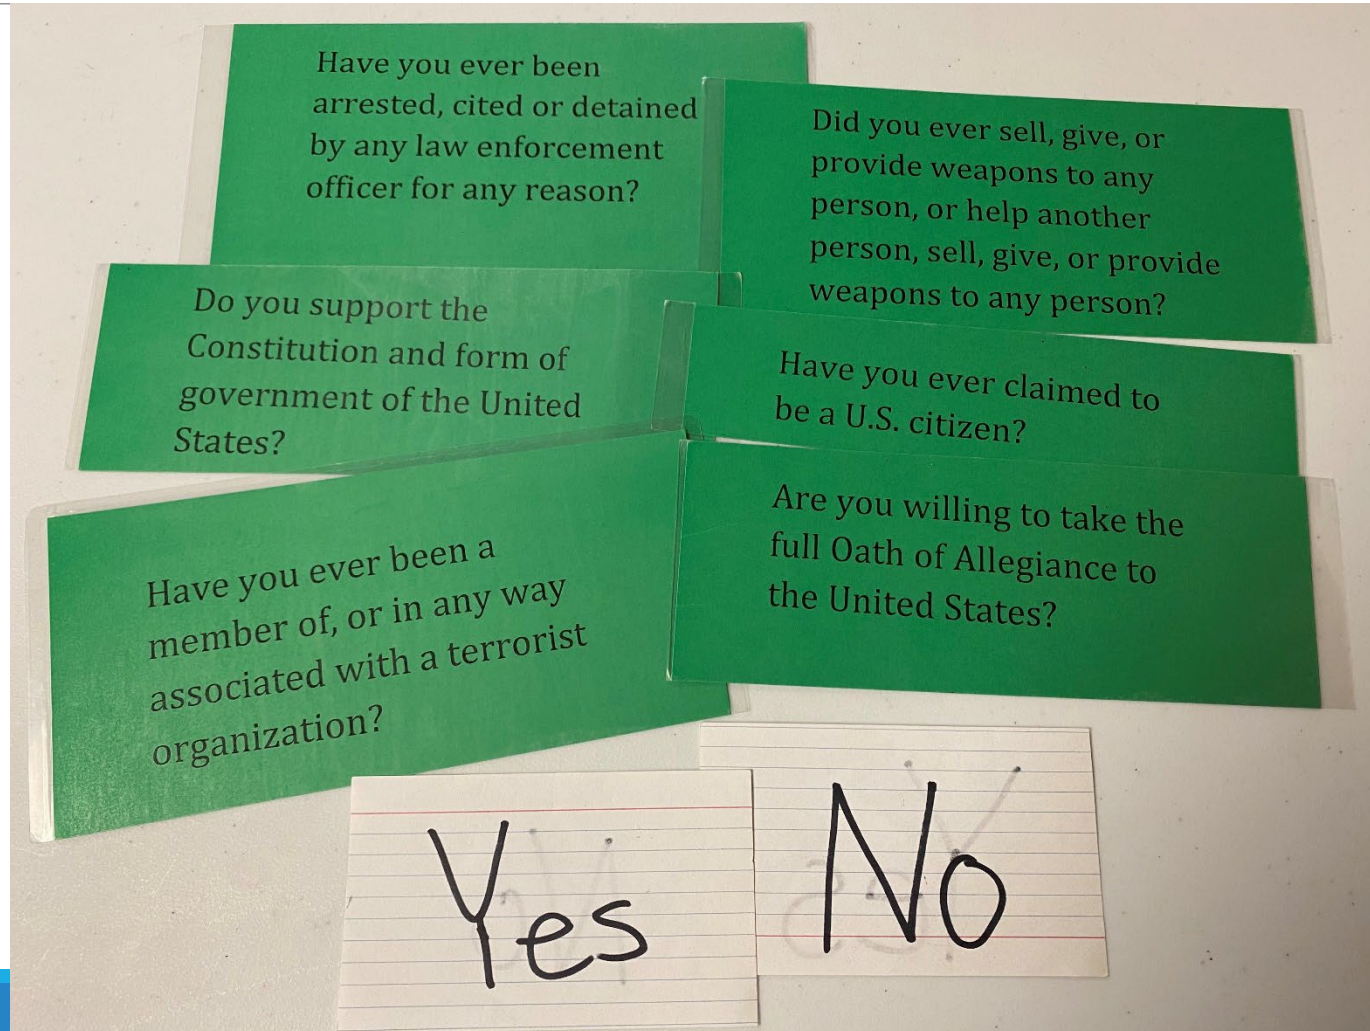 Have you ever been
arrested, cited or detained
by any law enforcement
officer for any reason?
Did you ever sell, give, or
provide weapons to any
person, or help another
person, sell, give, or provide
weapons to any person?
Do you support the
Constitution and form of
government of the United
States?
Have you ever claimed to
be a U.S. citizen?
Have you ever been a
member of, or in any way
associated with a terrorist
organization?
Are you willing to take the
full Oath of Allegiance to
the United States?
Yes
No